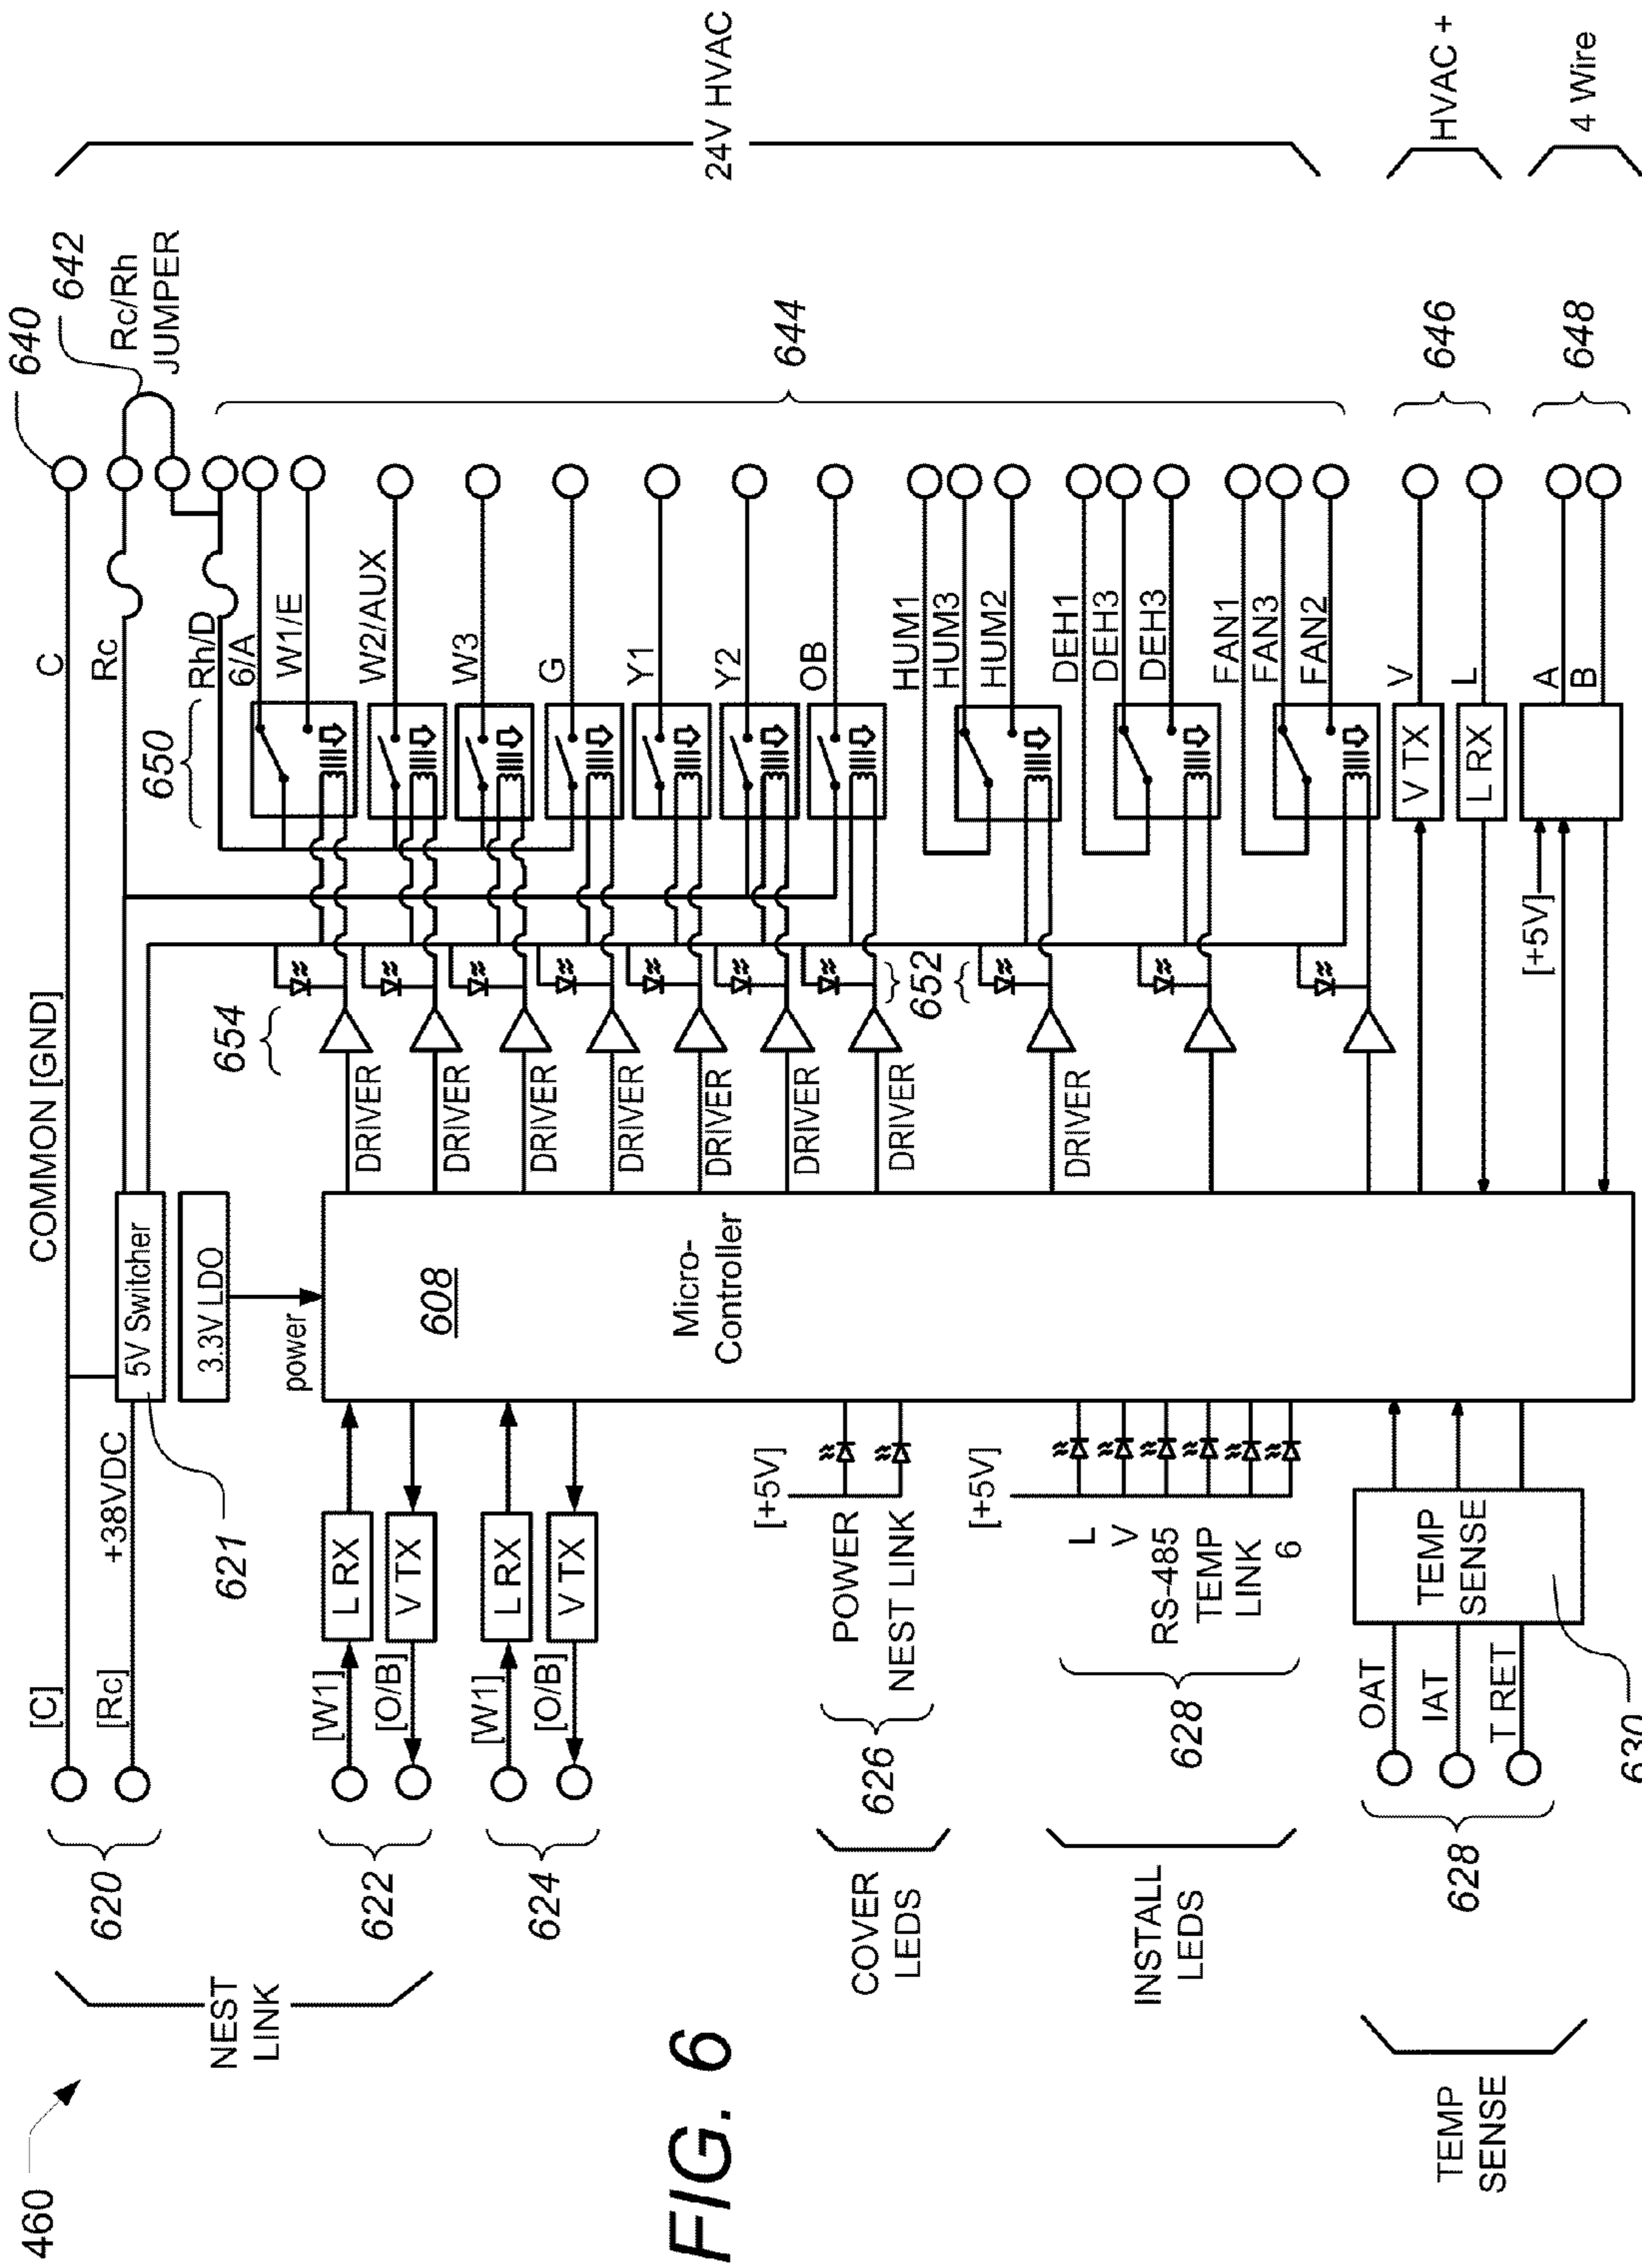 460
NEST
LINK
620
622
624
[C]
[Rc]
+38VDC
COMMON [GND]
C
Rc
640
642
Rc/Rh
JUMPER
5V Switcher
621
3.3V LDO
power
608
Micro-
Controller
[W1]
L RX
[O/B]
V TX
[W1]
L RX
[O/B]
V TX
COVER
LEDS
626
[+5V]
POWER
NEST LINK
INSTALL
LEDS
628
[+5V]
L
V
RS-485
TEMP
LINK
6
TEMP
SENSE
628
OAT
IAT
T RET
TEMP
SENSE
630
654
DRIVER
DRIVER
DRIVER
DRIVER
DRIVER
DRIVER
DRIVER
DRIVER
652
650
Rh/D
6/A
W1/E
W2/AUX
W3
G
Y1
Y2
OB
HUM1
HUM3
HUM2
DEH1
DEH3
DEH3
FAN1
FAN3
FAN2
644
24V HVAC
V TX
V
L RX
L
646
HVAC +
[+5V]
A
B
648
4 Wire
FIG. 6